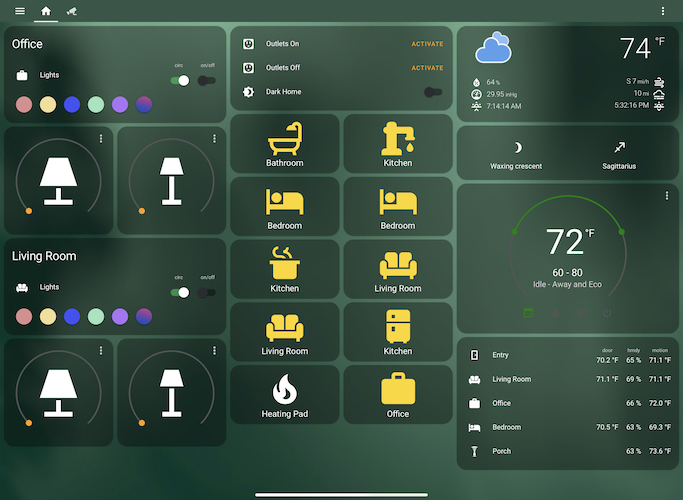 Office
circ on/off
Lights
Living Room
circ on/off
Lights
Outlets On ACTIVATE
Outlets Off ACTIVATE
Dark Home
Bathroom
Kitchen
Bedroom
Bedroom
Kitchen
Living Room
Living Room
Kitchen
Heating Pad
Office
74 °F
64 % S 7 mi/h
29.95 inHg 10 mi
7:14:14 AM 5:32:16 PM
Waxing crescent
Sagittarius
72 °F
60 - 80
Idle - Away and Eco
door hmdy motion
Entry 70.2 °F 65 % 71.1 °F
Living Room 71.1 °F 69 % 71.1 °F
Office 66 % 72.0 °F
Bedroom 70.5 °F 63 % 69.3 °F
Porch 63 % 73.6 °F